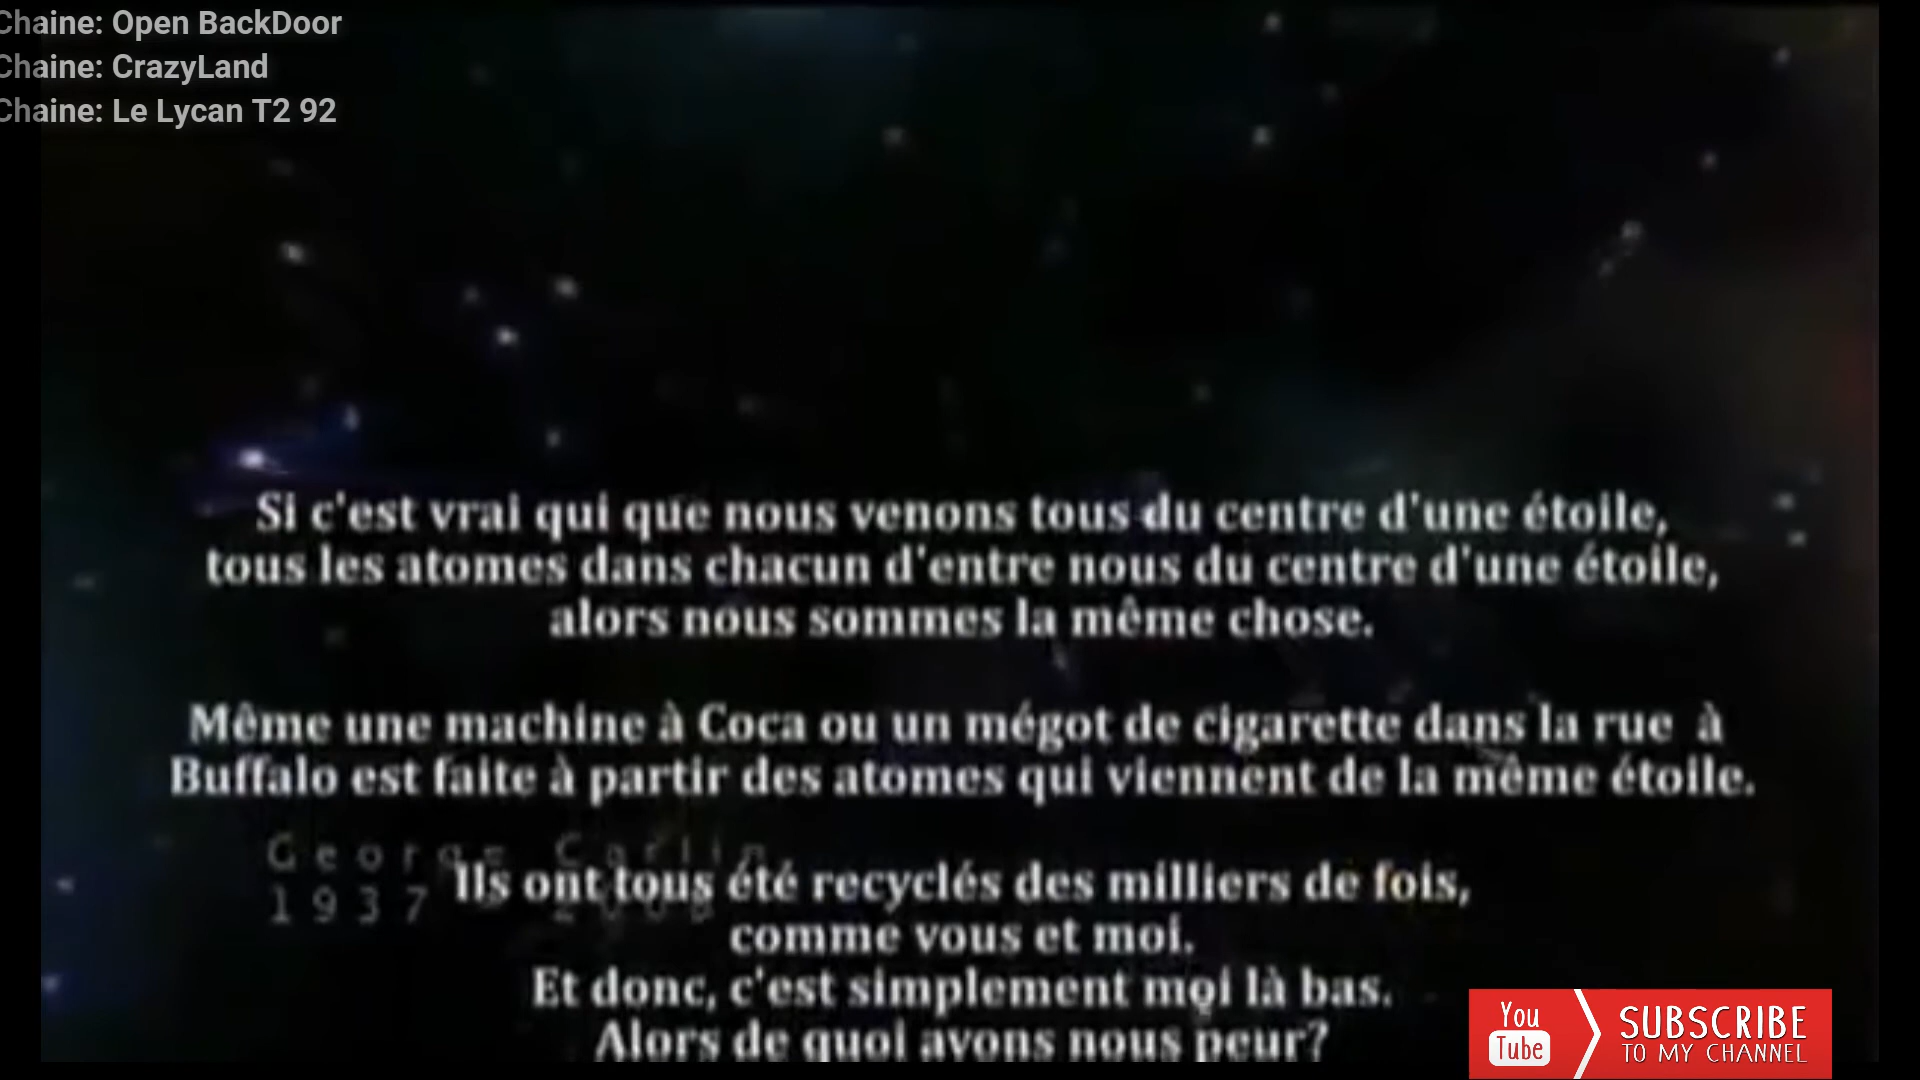 Chaine: Open BackDoor
Chaine: CrazyLand
Chaine: Le Lycan T2 92
Si c'est vrai qui que nous venons tous du centre d'une étoile,
tous les atomes dans chacun d'entre nous du centre d'une étoile,
alors nous sommes la même chose.
Même une machine à Coca ou un mégot de cigarette dans la rue à
Buffalo est faite à partir des atomes qui viennent de la même étoile.
George Carlin
1937 2008
Ils ont tous été recyclés des milliers de fois,
comme vous et moi.
Et donc, c'est simplement moi là bas.
Alors de quoi avons nous peur?
You
Tube
SUBSCRIBE
TO MY CHANNEL